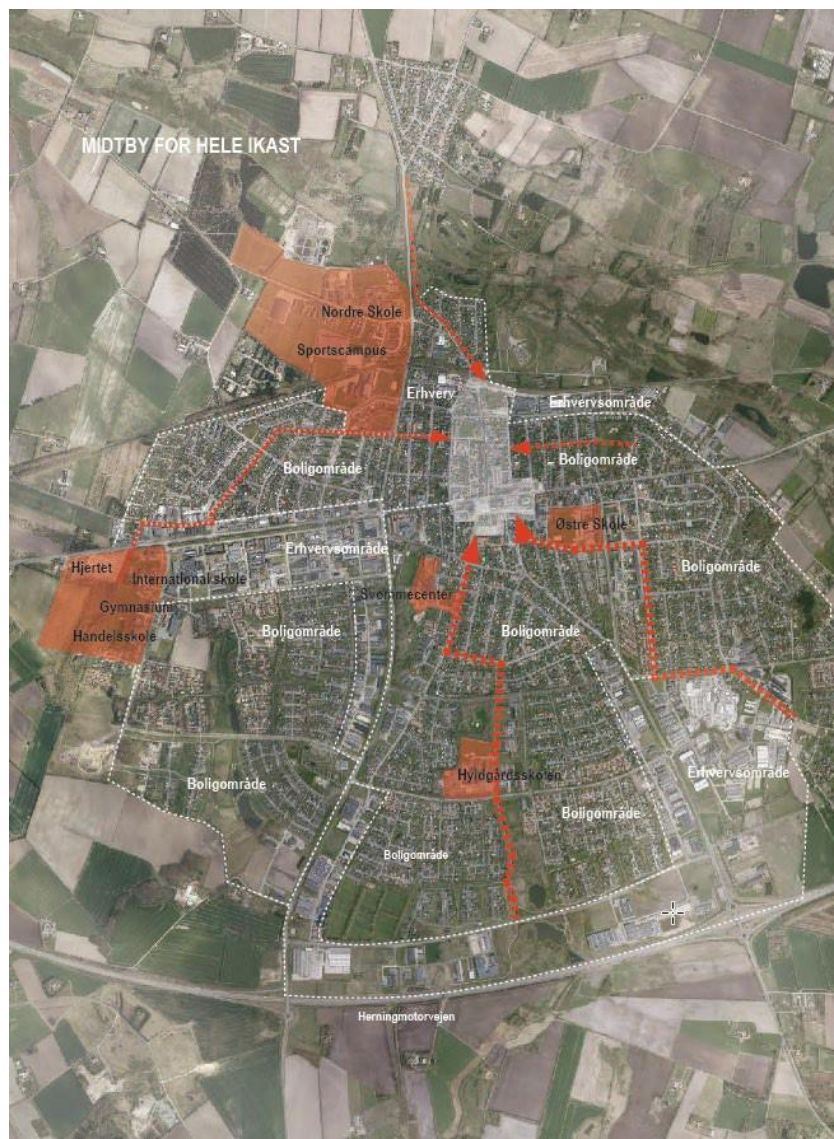 MIDTBY FOR HELE IKAST
Nordre Skole
Sportscampus
Erhverv
Erhvervsområde
Boligområde
Boligområde
Østre Skole
Erhvervsområde
Hjertet
International skole
Boligområde
Svømmecenter
Gymnasium
Boligområde
Boligområde
Handelsskole
Hyldgårdsskolen
Erhvervsområde
Boligområde
Boligområde
Boligområde
Herningmotorvejen